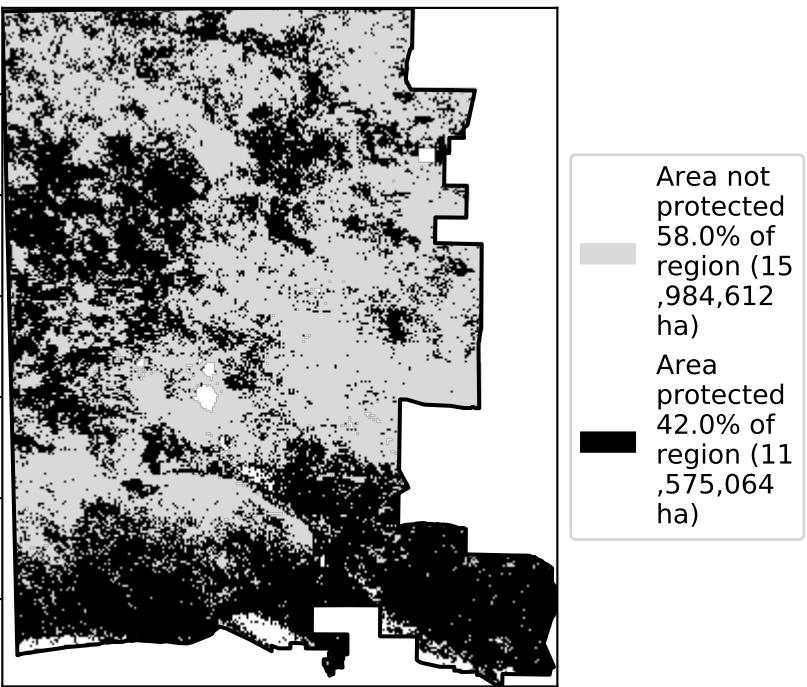 Area not
protected
58.0% of
region (15
,984,612
ha)
Area
protected
42.0% of
region (11
,575,064
ha)